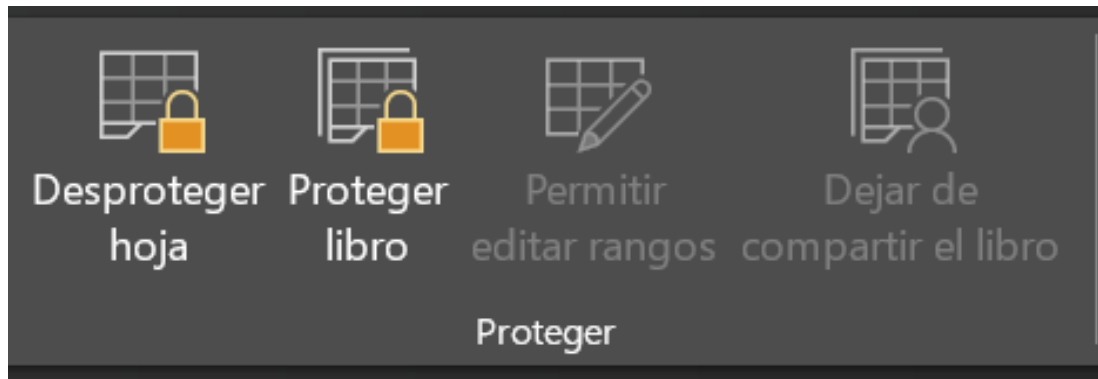 Desproteger
hoja
Proteger
libro
Permitir
editar rangos
Dejar de
compartir el libro
Proteger